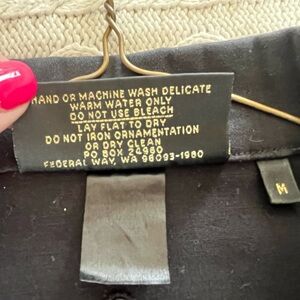 HAND OR MACHINE WASH DELICATE
WARM WATER ONLY
DO NOT USE BLEACH
LAY FLAT TO DRY
DO NOT IRON ORNAMENTATION
OR DRY CLEAN
PO BOX 24980
FEDERAL WAY, WA 98093-1980
M